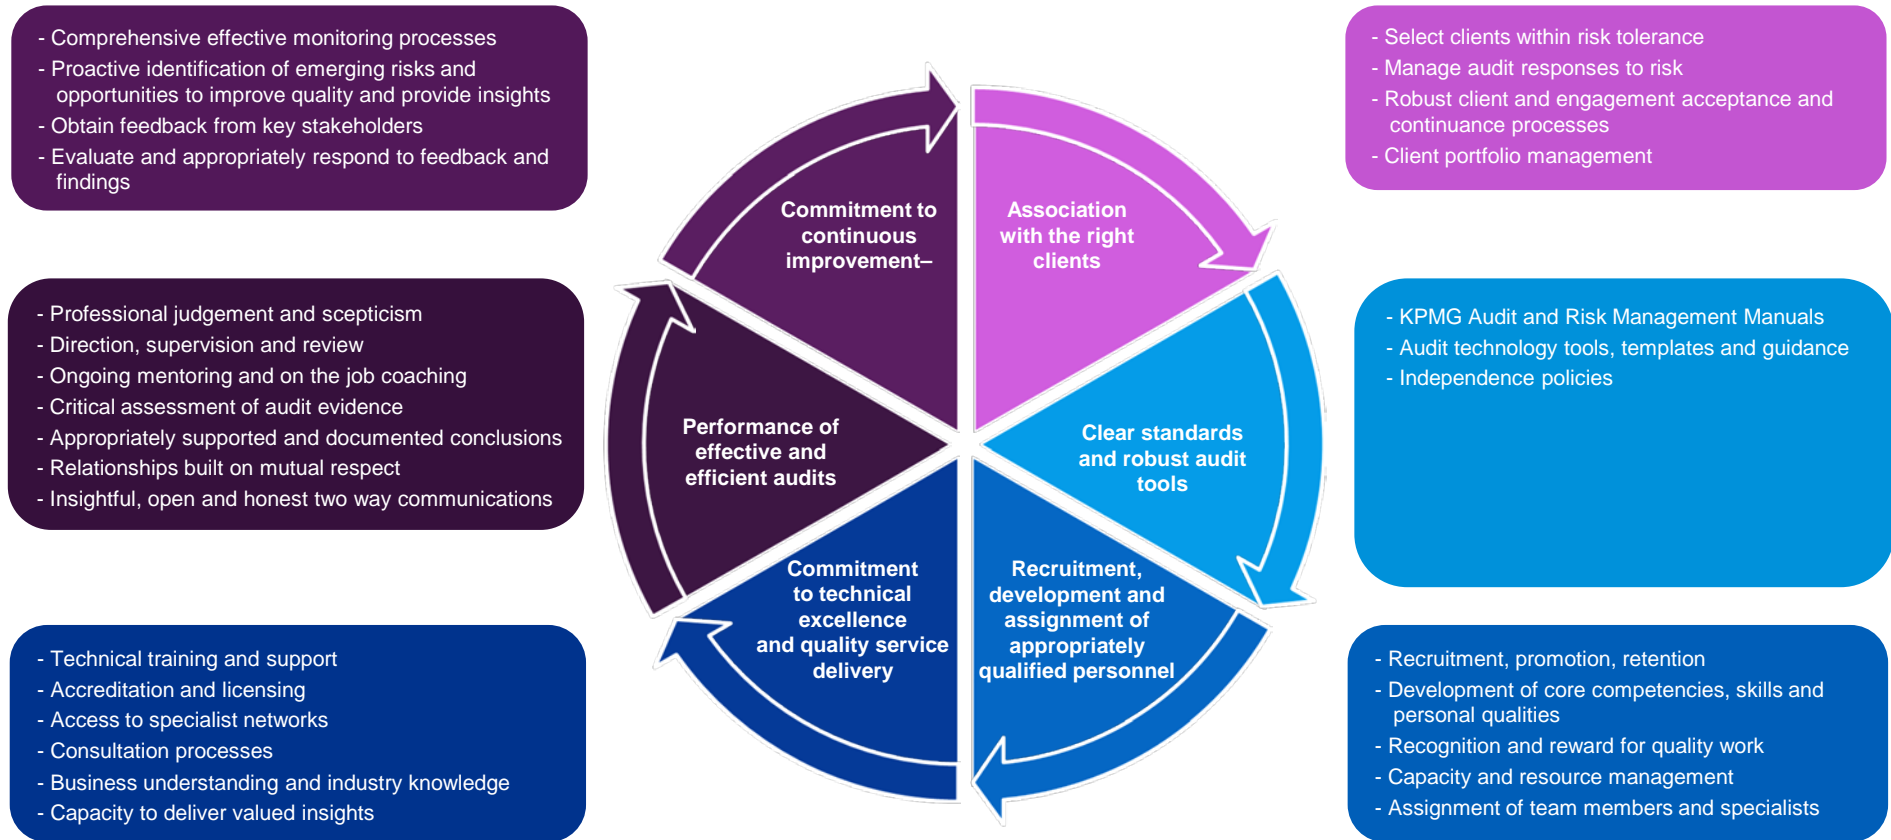 - Comprehensive effective monitoring processes
- Proactive identification of emerging risks and
opportunities to improve quality and provide insights
- Obtain feedback from key stakeholders
- Evaluate and appropriately respond to feedback and
findings
- Select clients within risk tolerance
- Manage audit responses to risk
- Robust client and engagement acceptance and
continuance processes
- Client portfolio management
Commitment to
continuous
improvement–
Association
with the right
clients
- Professional judgement and scepticism
- Direction, supervision and review
- Ongoing mentoring and on the job coaching
- Critical assessment of audit evidence
- Appropriately supported and documented conclusions
- Relationships built on mutual respect
- Insightful, open and honest two way communications
Performance of
effective and
efficient audits
Clear standards
and robust audit
tools
- KPMG Audit and Risk Management Manuals
- Audit technology tools, templates and guidance
- Independence policies
Commitment
to technical
excellence
and quality service
delivery
Recruitment,
development and
assignment of
appropriately
qualified personnel
- Technical training and support
- Accreditation and licensing
- Access to specialist networks
- Consultation processes
- Business understanding and industry knowledge
- Capacity to deliver valued insights
- Recruitment, promotion, retention
- Development of core competencies, skills and
personal qualities
- Recognition and reward for quality work
- Capacity and resource management
- Assignment of team members and specialists